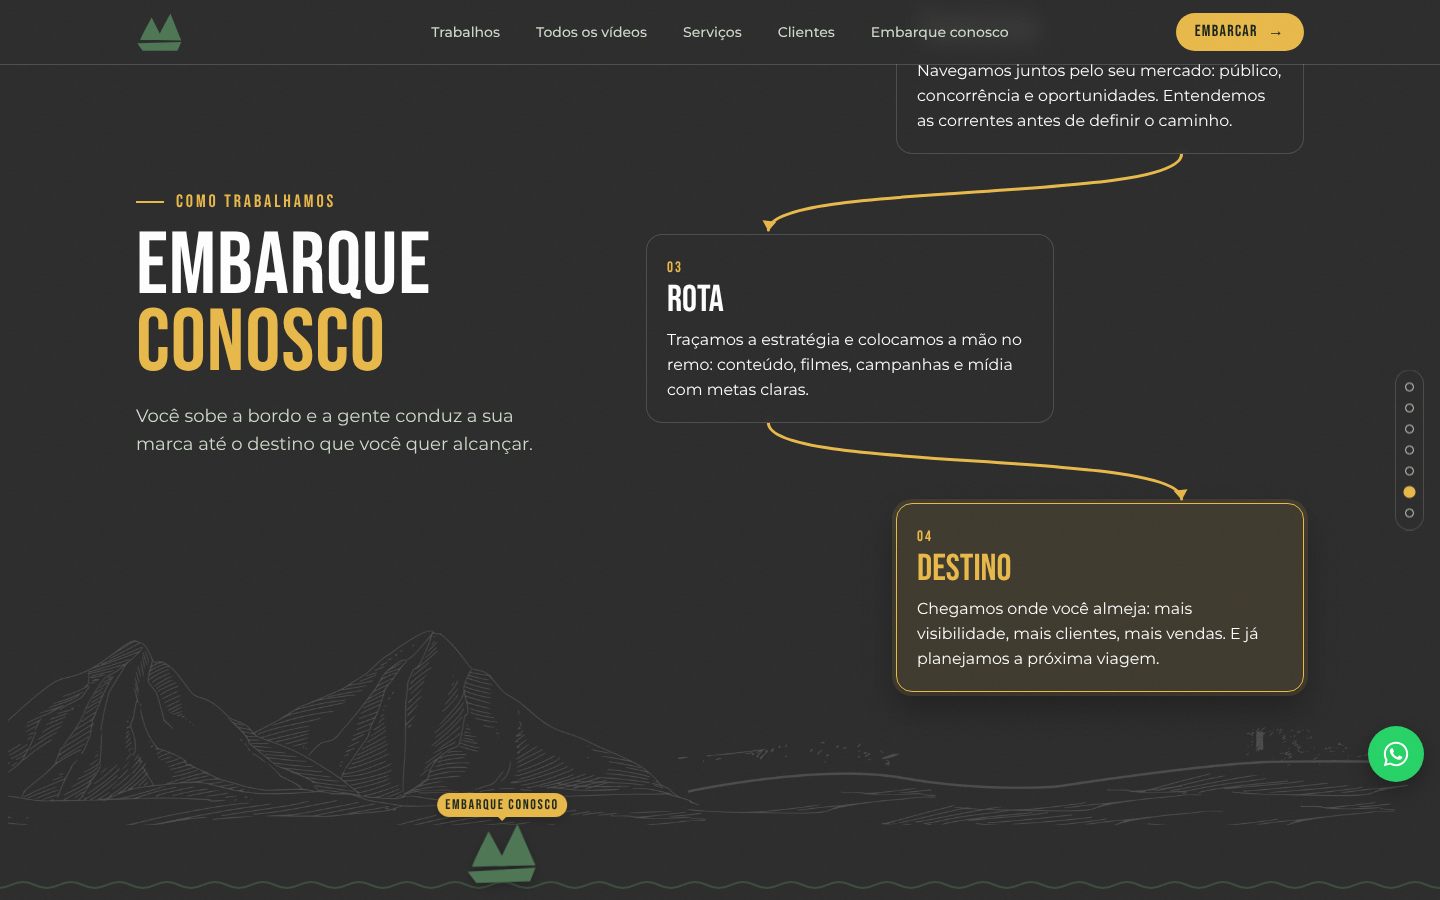 Trabalhos
Todos os vídeos
Serviços
Clientes
Embarque conosco
EMBARCAR →
Navegamos juntos pelo seu mercado: público,
concorrência e oportunidades. Entendemos
as correntes antes de definir o caminho.
COMO TRABALHAMOS
EMBARQUE
CONOSCO
Você sobe a bordo e a gente conduz a sua
marca até o destino que você quer alcançar.
03
ROTA
Traçamos a estratégia e colocamos a mão no
remo: conteúdo, filmes, campanhas e mídia
com metas claras.
04
DESTINO
Chegamos onde você almeja: mais
visibilidade, mais clientes, mais vendas. E já
planejamos a próxima viagem.
EMBARQUE CONOSCO